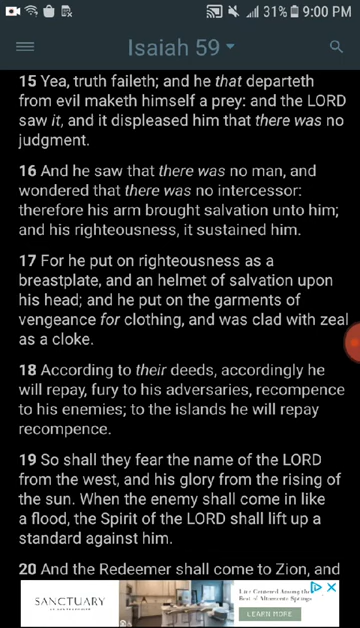 31% 9:00 PM
Isaiah 59
15 Yea, truth faileth; and he that departeth
from evil maketh himself a prey: and the LORD
saw it, and it displeased him that there was no
judgment.
16 And he saw that there was no man, and
wondered that there was no intercessor:
therefore his arm brought salvation unto him;
and his righteousness, it sustained him.
17 For he put on righteousness as a
breastplate, and an helmet of salvation upon
his head; and he put on the garments of
vengeance for clothing, and was clad with zeal
as a cloke.
18 According to their deeds, accordingly he
will repay, fury to his adversaries, recompence
to his enemies; to the islands he will repay
recompence.
19 So shall they fear the name of the LORD
from the west, and his glory from the rising of
the sun. When the enemy shall come in like
a flood, the Spirit of the LORD shall lift up a
standard against him.
20 And the Redeemer shall come to Zion, and
SANCTUARY
Live Centered Among the
Best of Altamonte Springs
LEARN MORE